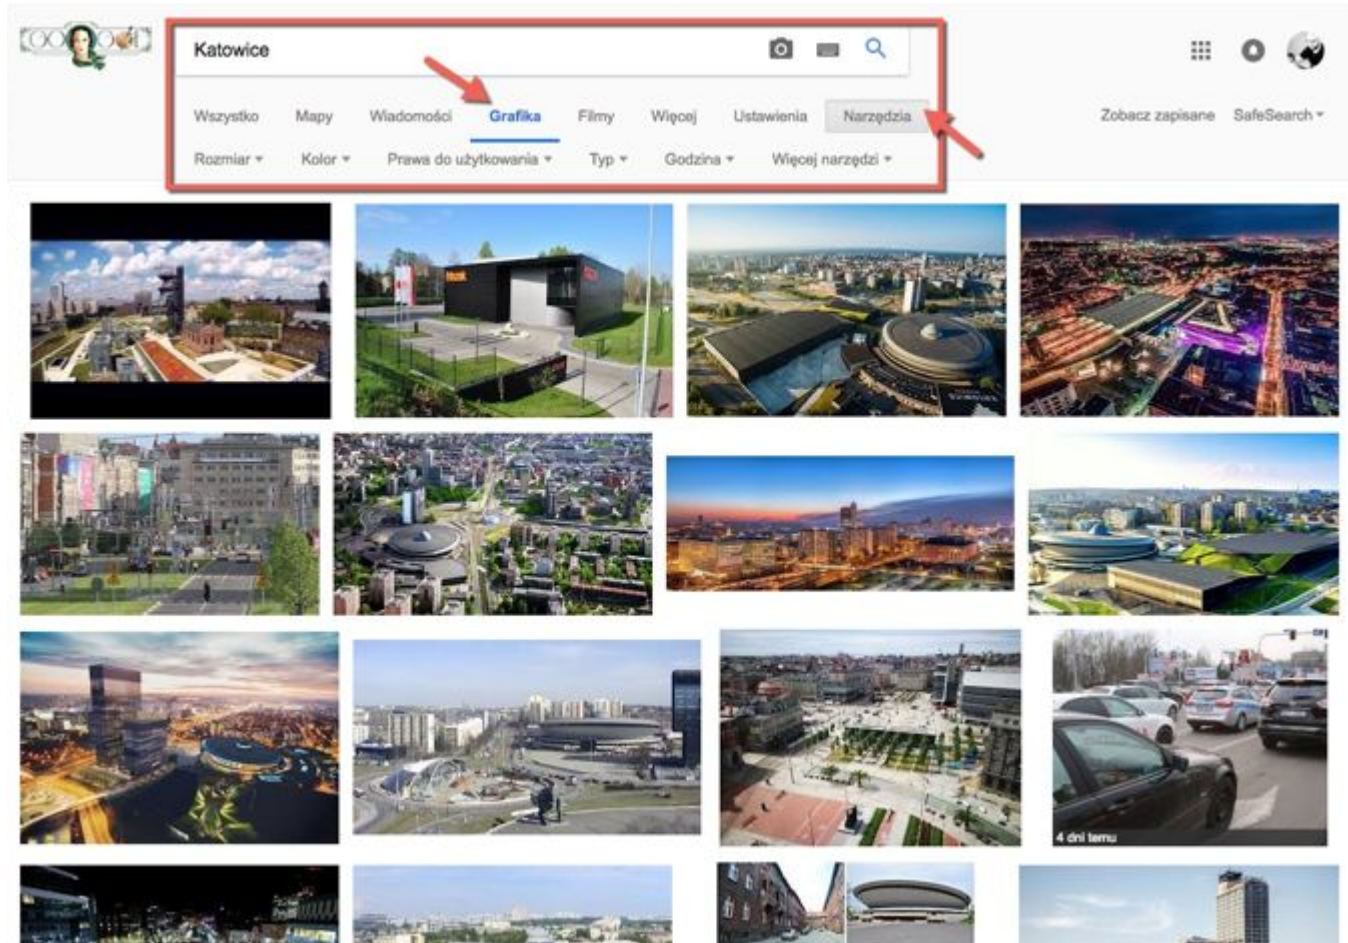 Katowice
Wszystko Mapy Wiadomości Grafika Filmy Więcej Ustawienia Narzędzia Zobacz zapisane SafeSearch
Rozmiar Kolor Prawa do użytkowania Typ Godzina Więcej narzędzi
4 dni temu